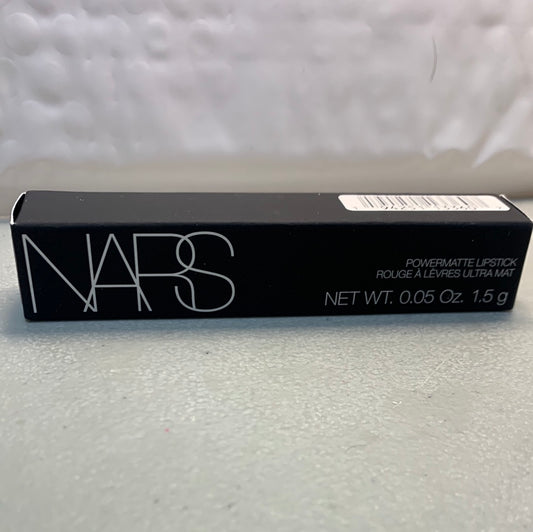 NARS
POWERMATTE LIPSTICK
ROUGE À LÈVRES ULTRA MAT
NET WT. 0.05 Oz. 1.5 g